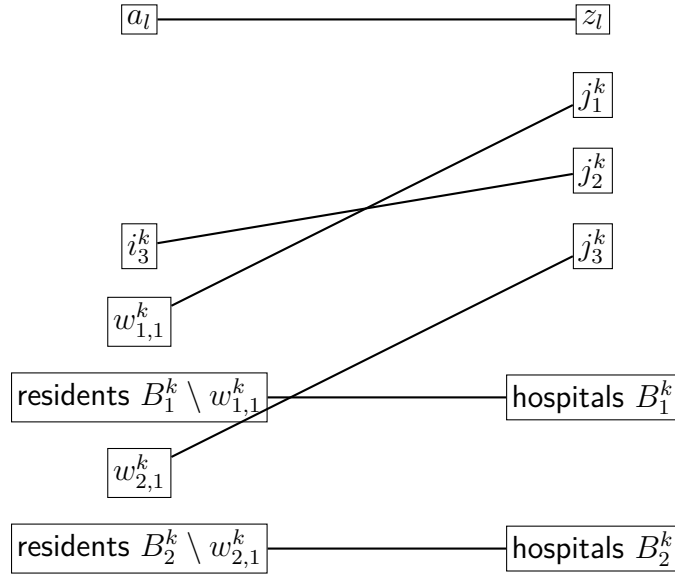 a_l z_l
j_1^k
j_2^k
i_3^k j_3^k
w_{1,1}^k
residents B_1^k \ w_{1,1}^k hospitals B_1^k
w_{2,1}^k
residents B_2^k \ w_{2,1}^k hospitals B_2^k